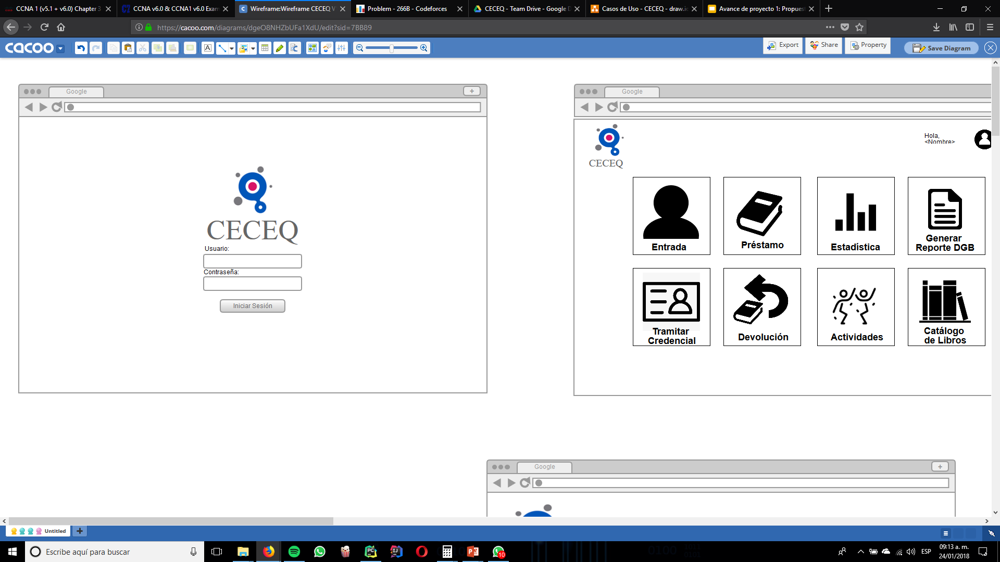 CCNA 1 (v5.1 + v6.0) Chapter 3
CCNA v6.0 & CCNA1 v6.0 Exam
Wireframe:Wireframe CECEQ
Problem - 266B - Codeforces
CECEQ - Team Drive - Google
Casos de Uso - CECEQ - draw.i
Avance de proyecto 1: Propues
https://cacoo.com/diagrams/dgeO8NHZbUFa1XdU/edit?sid=7BB89
cacoo
A
Export
Share
Property
Save Diagram
Google
+
CECEQ
Usuario:
Contraseña:
Iniciar Sesión
Google
CECEQ
Hola,
<Nombre>
Entrada
Préstamo
Estadística
Generar
Reporte DGB
Tramitar
Credencial
Devolución
Actividades
Catálogo
de Libros
Google
+
Untitled
+
Escribe aquí para buscar
PC
IJ
10
ESP
09:13 a. m.
24/01/2018